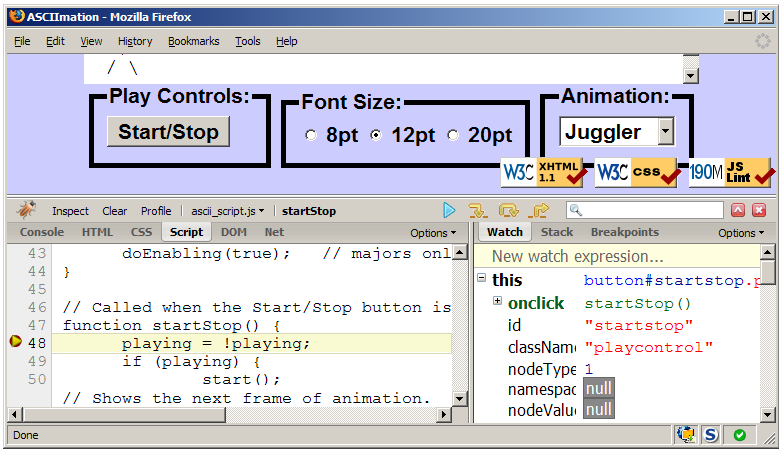 ASCIImation - Mozilla Firefox
File Edit View History Bookmarks Tools Help
/ \
Play Controls:
Start/Stop
Font Size:
8pt 12pt 20pt
Animation:
Juggler
W3C XHTML 1.1
W3C css
190M JS Lint
Inspect Clear Profile ascii_script.js startStop
Console HTML CSS Script DOM Net Options
43 doEnabling(true); // majors onl
44 }
45
46 // Called when the Start/Stop button is
47 function startStop() {
48 playing = !playing;
49 if (playing) {
50 start();
// Shows the next frame of animation.
Watch Stack Breakpoints Options
New watch expression...
this button#startstop.p
onclick startStop()
id "startstop"
className "playcontrol"
nodeType 1
namespac null
nodeValu null
Done